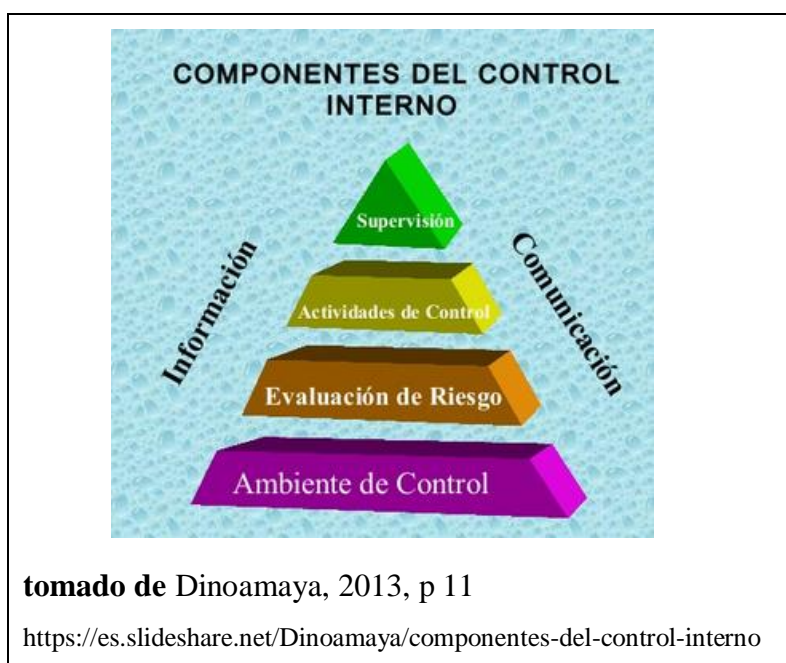 COMPONENTES DEL CONTROL
INTERNO
Supervisión
Información
Comunicación
Actividades de Control
Evaluación de Riesgo
Ambiente de Control
tomado de Dinoamaya, 2013, p 11
https://es.slideshare.net/Dinoamaya/componentes-del-control-interno